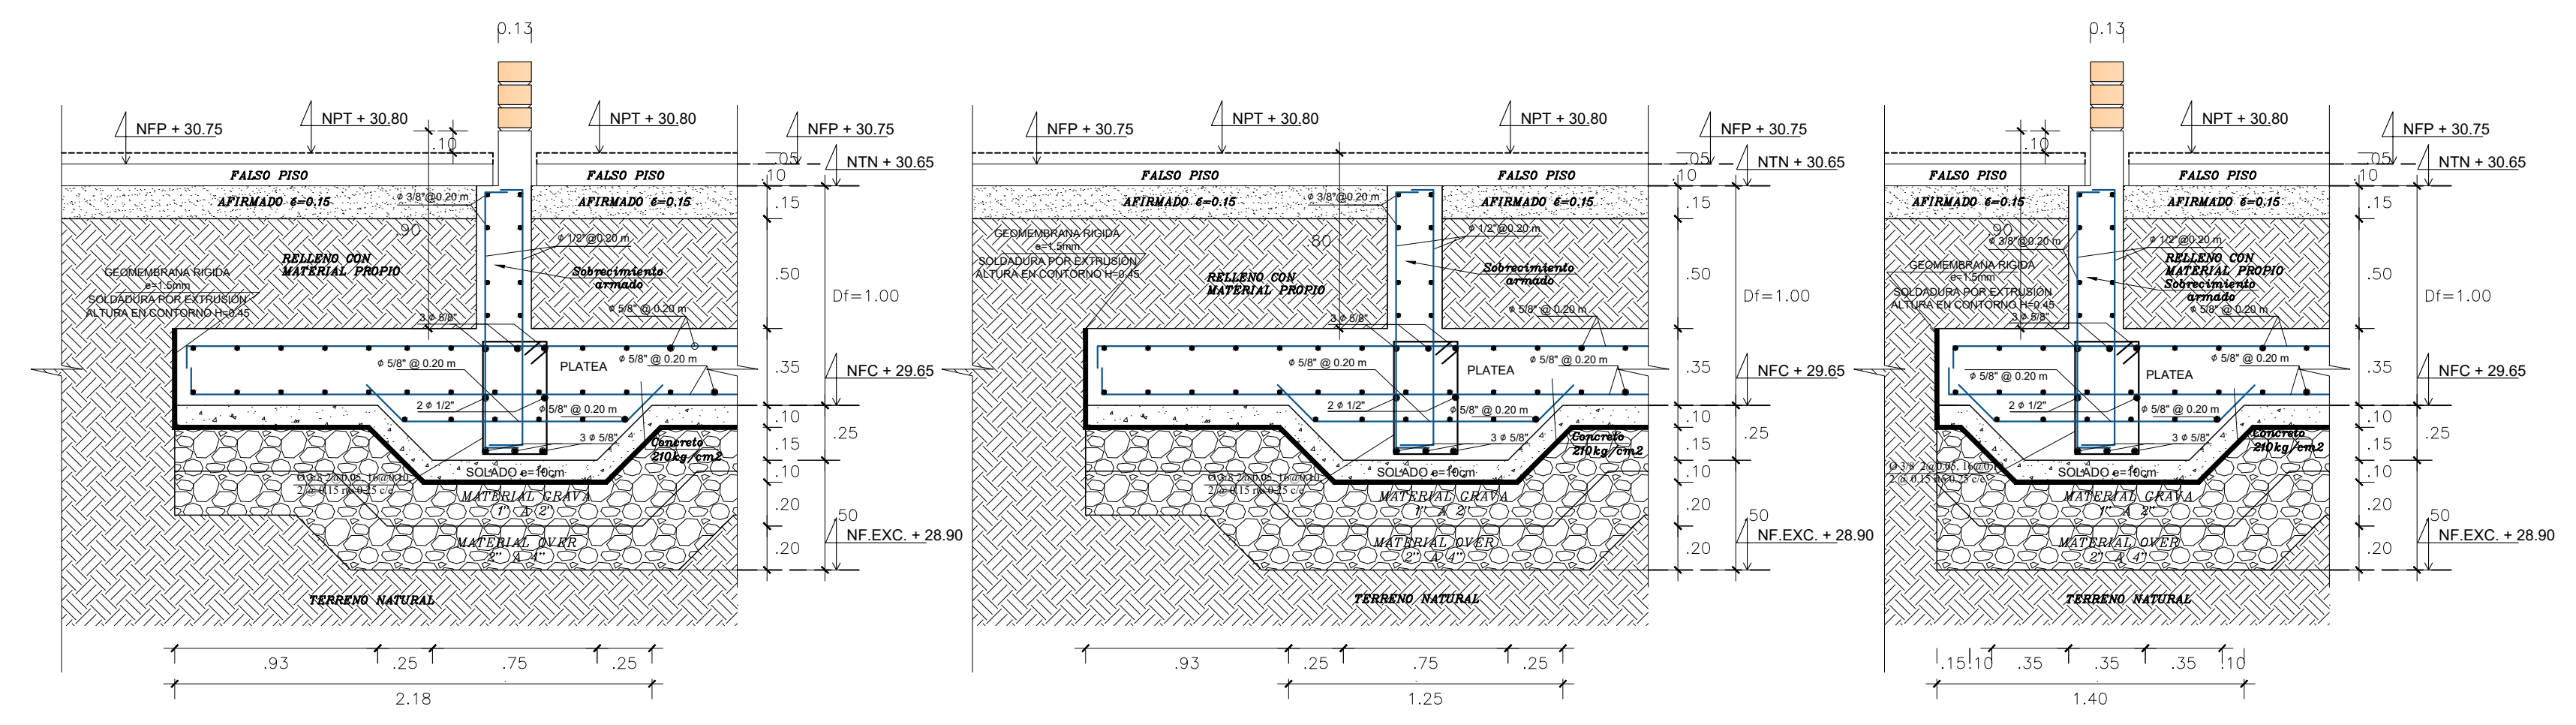 0.13
NFP + 30.75
NPT + 30.80
NPT + 30.80
NFP + 30.75
.10
.05
NTN + 30.65
FALSO PISO
FALSO PISO
.10
AFIRMADO e=0.15
ϕ 3/8"@0.20 m
AFIRMADO e=0.15
.15
.90
ϕ 1/2"@0.20 m
RELLENO CON
MATERIAL PROPIO
GEOMEMBRANA RIGIDA
e=1.5mm
SOLDADURA POR EXTRUSIÓN
ALTURA EN CONTORNO H=0.45
Sobrecimiento
armado
.50
Df=1.00
ϕ 5/8" @ 0.20 m
3 ϕ 5/8"
ϕ 5/8" @ 0.20 m
PLATEA
ϕ 5/8" @ 0.20 m
.35
NFC + 29.65
2 ϕ 1/2"
ϕ 5/8" @ 0.20 m
.10
.25
3 ϕ 5/8"
Concreto
210kg/cm2
.15
SOLADO e=10cm
.10
MATERIAL GRAVA
1" A 2"
.20
.50
NF.EXC. + 28.90
MATERIAL OVER
2" A 4"
.20
TERRENO NATURAL
.93
.25
.75
.25
2.18
NFP + 30.75
NPT + 30.80
NPT + 30.80
NFP + 30.75
.05
NTN + 30.65
FALSO PISO
FALSO PISO
.10
AFIRMADO e=0.15
ϕ 3/8"@0.20 m
AFIRMADO e=0.15
.15
.80
ϕ 1/2"@0.20 m
GEOMEMBRANA RIGIDA
e=1.5mm
SOLDADURA POR EXTRUSIÓN
ALTURA EN CONTORNO H=0.45
RELLENO CON
MATERIAL PROPIO
Sobrecimiento
armado
.50
Df=1.00
ϕ 5/8" @ 0.20 m
3 ϕ 5/8"
ϕ 5/8" @ 0.20 m
PLATEA
ϕ 5/8" @ 0.20 m
.35
NFC + 29.65
2 ϕ 1/2"
ϕ 5/8" @ 0.20 m
.10
.25
3 ϕ 5/8"
Concreto
210kg/cm2
.15
SOLADO e=10cm
.10
MATERIAL GRAVA
1" A 2"
.20
.50
NF.EXC. + 28.90
MATERIAL OVER
2" A 4"
.20
TERRENO NATURAL
.93
.25
.75
.25
1.25
0.13
NPT + 30.80
NFP + 30.75
.10
.05
NTN + 30.65
FALSO PISO
FALSO PISO
.10
AFIRMADO e=0.15
AFIRMADO e=0.15
.15
.90
ϕ 3/8"@0.20 m
ϕ 1/2"@0.20 m
RELLENO CON
MATERIAL PROPIO
Sobrecimiento
armado
GEOMEMBRANA RIGIDA
e=1.5mm
SOLDADURA POR EXTRUSIÓN
ALTURA EN CONTORNO H=0.45
.50
Df=1.00
ϕ 5/8" @ 0.20 m
3 ϕ 5/8"
ϕ 5/8" @ 0.20 m
PLATEA
ϕ 5/8" @ 0.20 m
.35
NFC + 29.65
2 ϕ 1/2"
ϕ 5/8" @ 0.20 m
.10
.25
3 ϕ 5/8"
Concreto
210kg/cm2
.15
SOLADO e=10cm
.10
MATERIAL GRAVA
1" A 2"
.20
.50
NF.EXC. + 28.90
MATERIAL OVER
2" A 4"
.20
TERRENO NATURAL
.15
.10
.35
.35
.35
.10
1.40